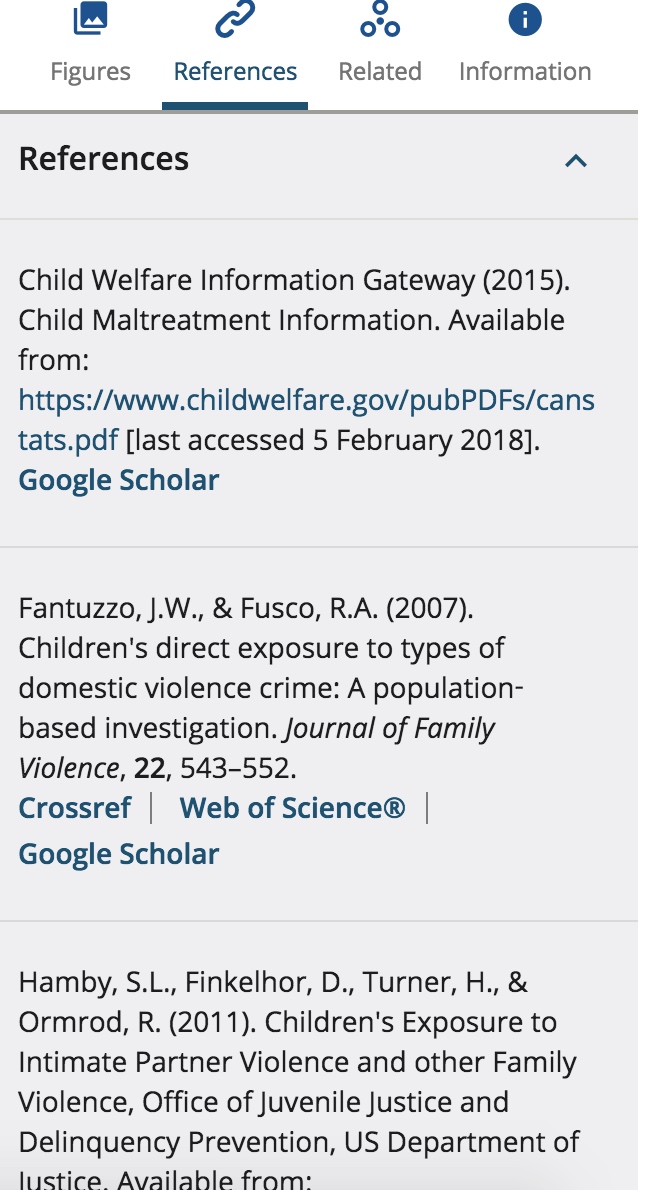 Figures References Related Information
References
Child Welfare Information Gateway (2015).
Child Maltreatment Information. Available
from:
https://www.childwelfare.gov/pubPDFs/cans
tats.pdf [last accessed 5 February 2018].
Google Scholar
Fantuzzo, J.W., & Fusco, R.A. (2007).
Children's direct exposure to types of
domestic violence crime: A population-
based investigation. Journal of Family
Violence, 22, 543–552.
Crossref | Web of Science® |
Google Scholar
Hamby, S.L., Finkelhor, D., Turner, H., &
Ormrod, R. (2011). Children's Exposure to
Intimate Partner Violence and other Family
Violence, Office of Juvenile Justice and
Delinquency Prevention, US Department of
Justice. Available from: